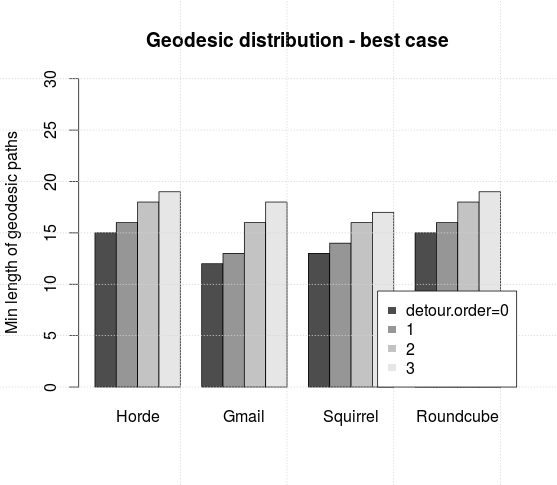 Geodesic distribution - best case
Min length of geodesic paths
30
25
20
15
10
5
0
detour.order=0
1
2
3
Horde Gmail Squirrel Roundcube